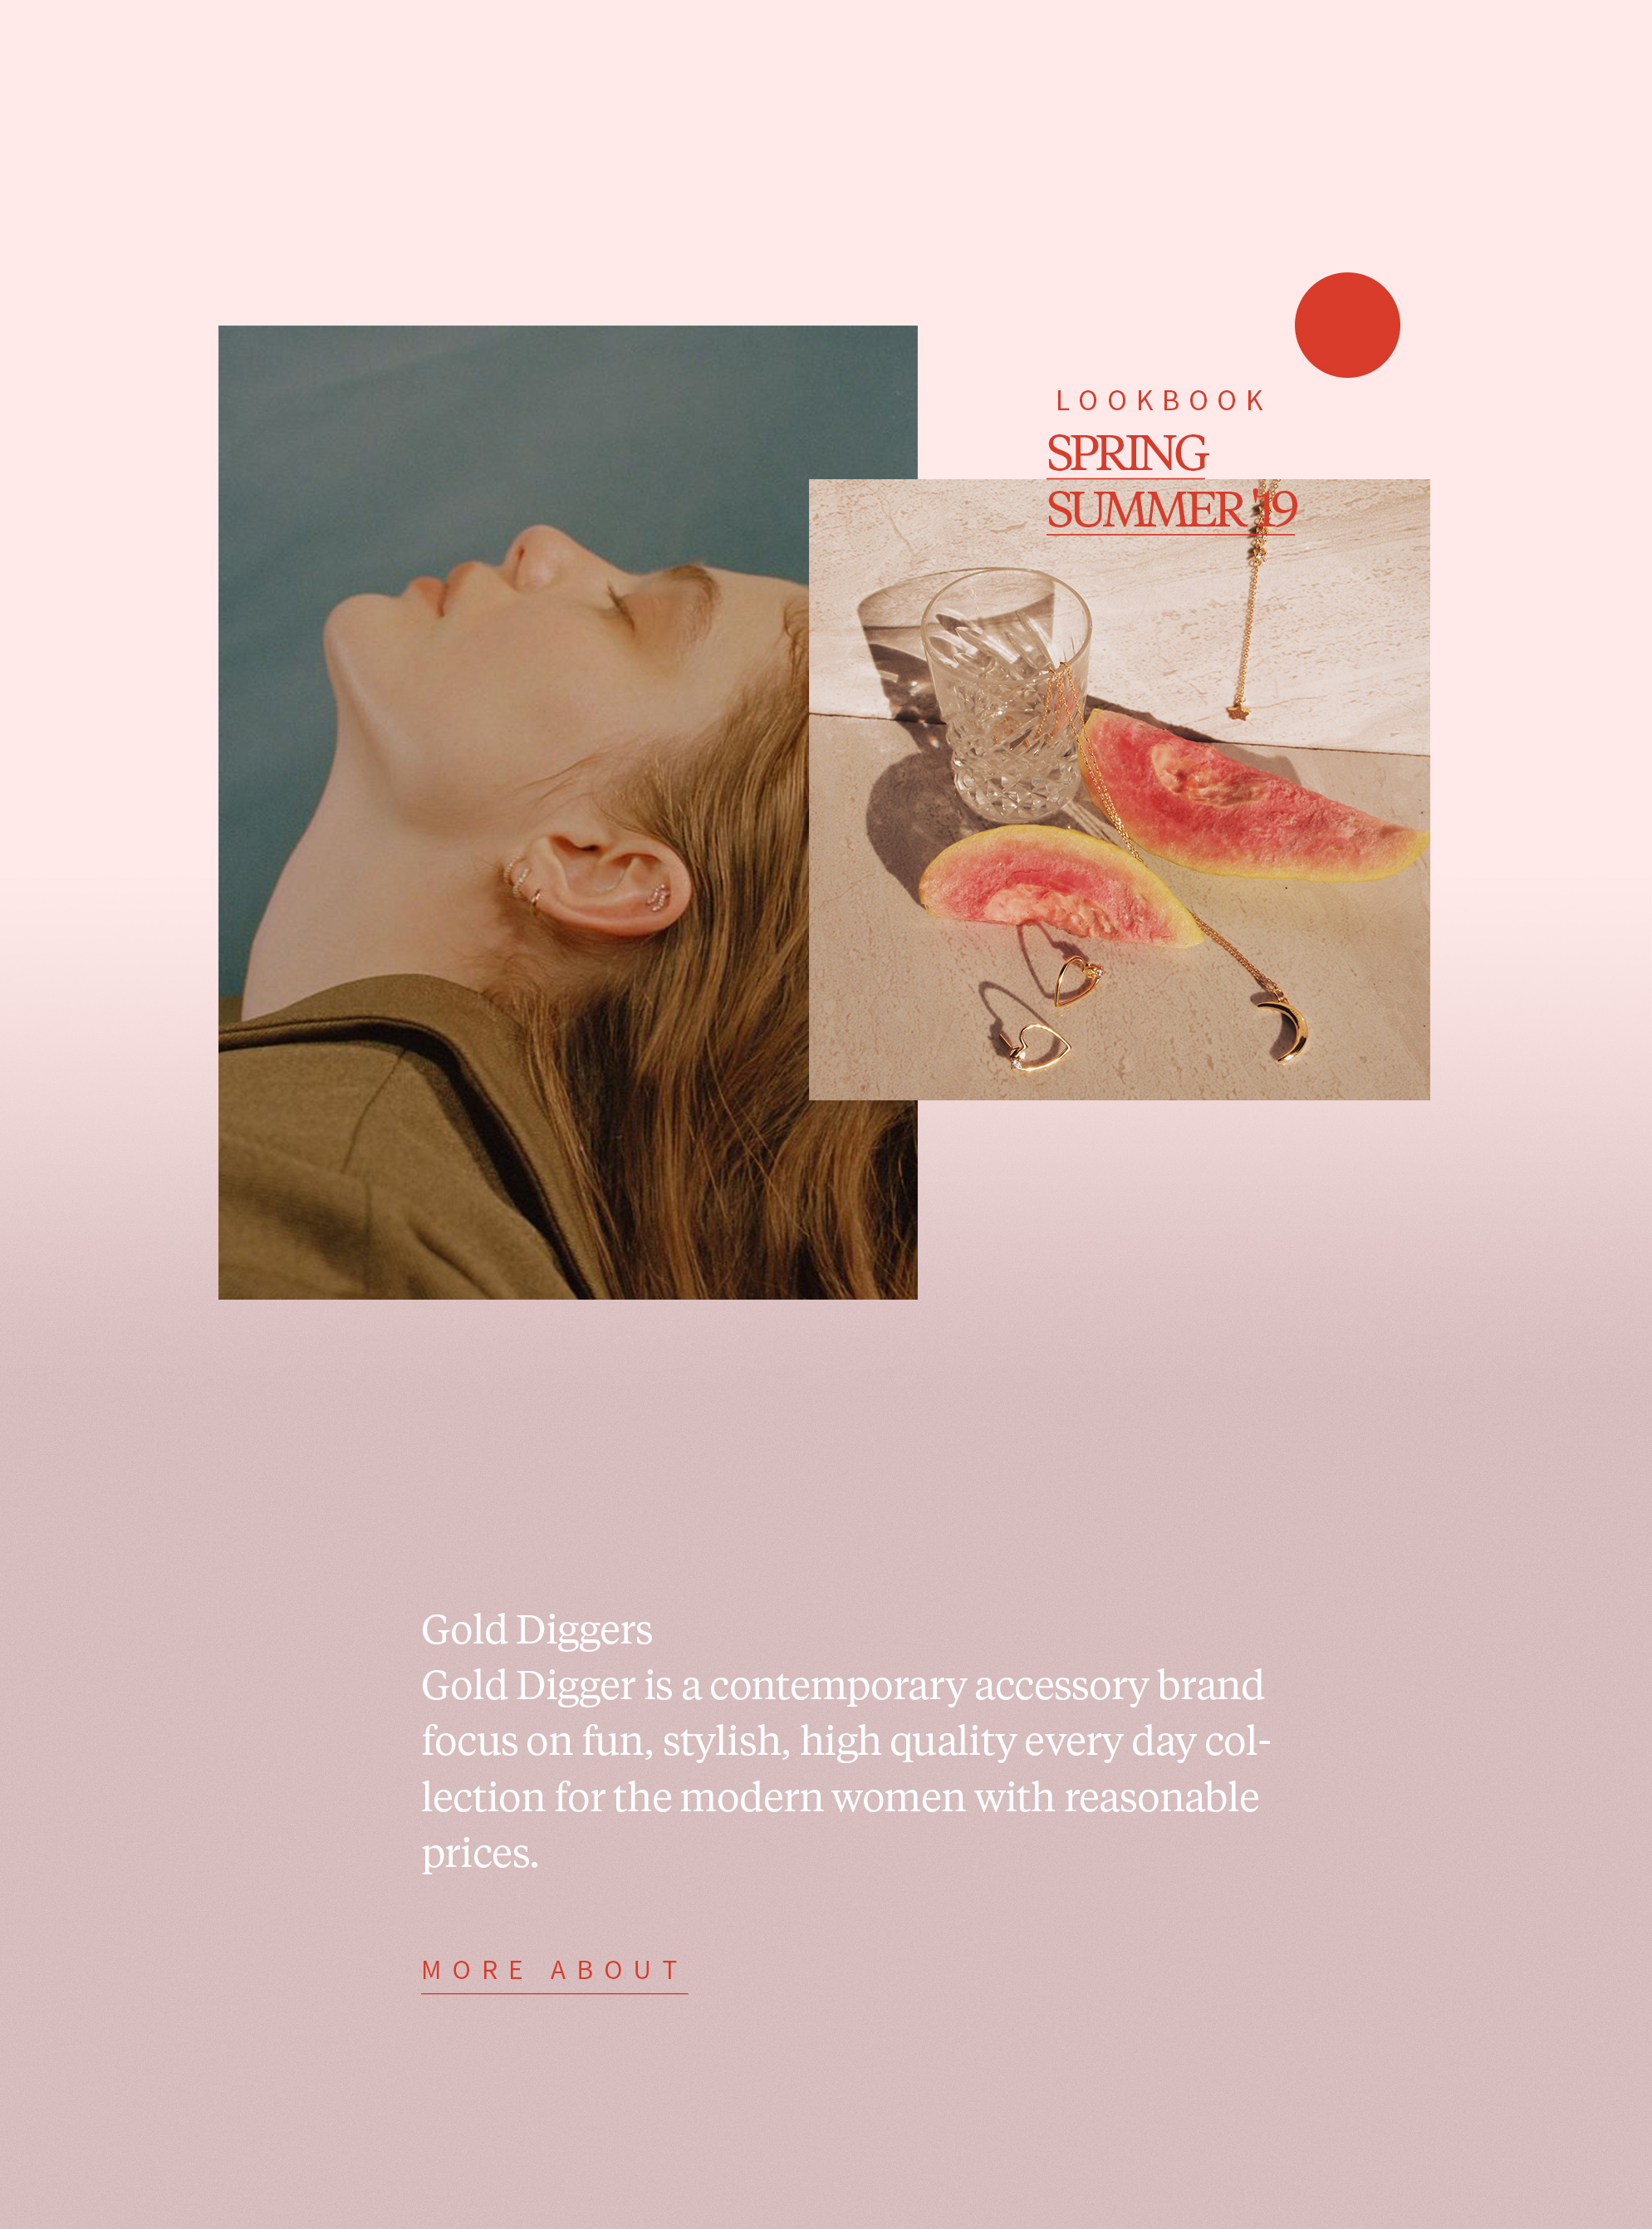 LOOKBOOK
SPRING
SUMMER '19
Gold Diggers
Gold Digger is a contemporary accessory brand
focus on fun, stylish, high quality every day col-
lection for the modern women with reasonable
prices.
MORE ABOUT